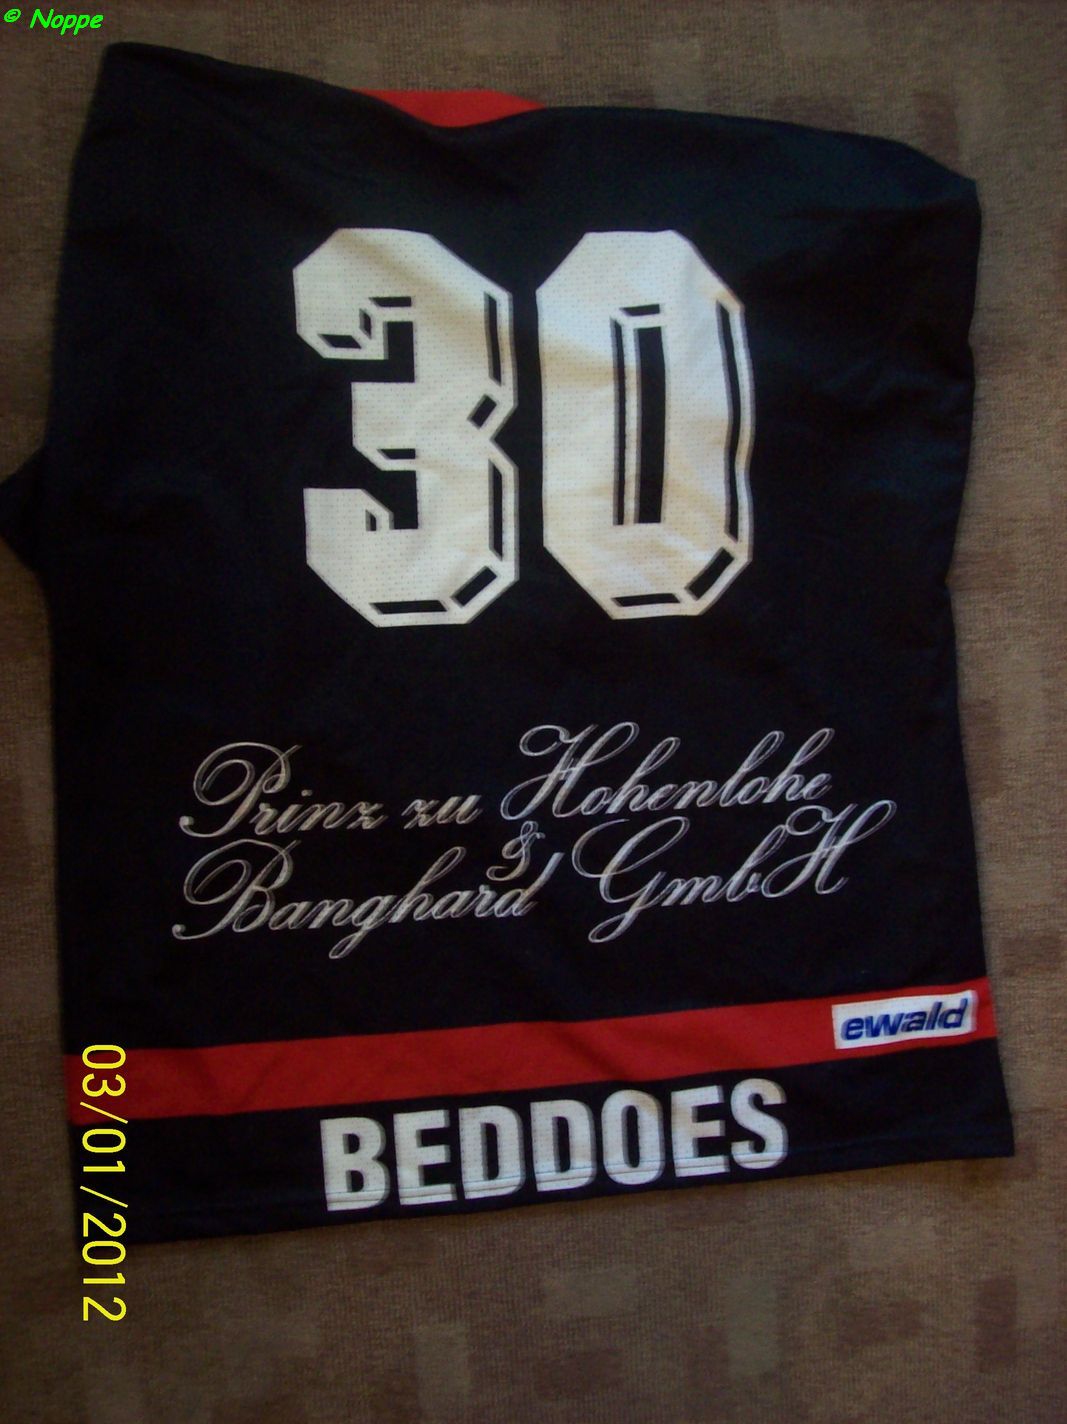 © Noppe
30
Prinz zu Hohenlohe
&
Banghard GmbH
ewald
BEDDOES
03/01/2012